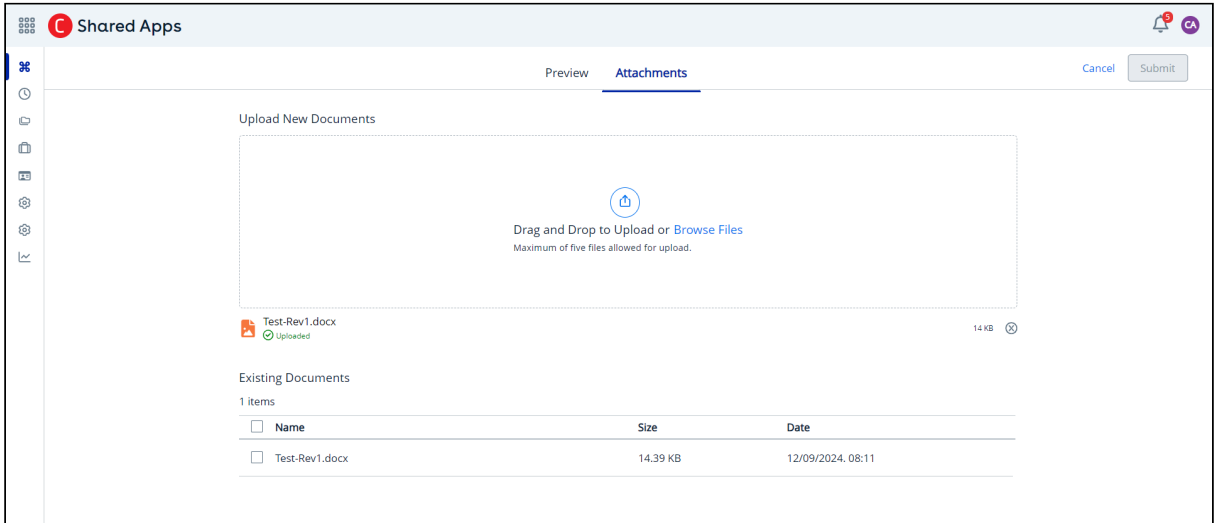 C Shared Apps
5
CA
Preview Attachments
Cancel Submit
Upload New Documents
Drag and Drop to Upload or Browse Files
Maximum of five files allowed for upload.
Test-Rev1.docx
Uploaded
14 KB
Existing Documents
1 items
Name Size Date
Test-Rev1.docx 14.39 KB 12/09/2024. 08:11